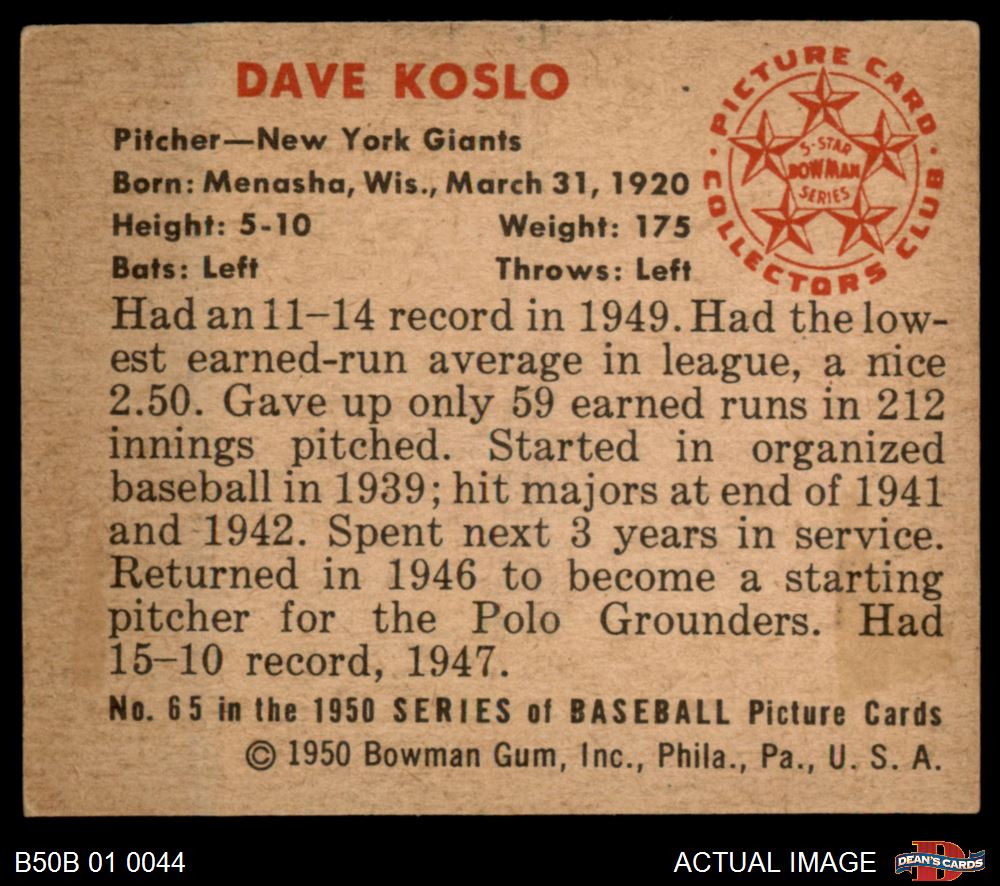 DAVE KOSLO
Pitcher—New York Giants
Born: Menasha, Wis., March 31, 1920
Height: 5-10 Weight: 175
Bats: Left Throws: Left
PICTURE CARD
COLLECTORS CLUB
5-STAR
BOWMAN
SERIES
Had an 11–14 record in 1949. Had the low-
est earned-run average in league, a nice
2.50. Gave up only 59 earned runs in 212
innings pitched. Started in organized
baseball in 1939; hit majors at end of 1941
and 1942. Spent next 3 years in service.
Returned in 1946 to become a starting
pitcher for the Polo Grounders. Had
15–10 record, 1947.
No. 65 in the 1950 SERIES of BASEBALL Picture Cards
© 1950 Bowman Gum, Inc., Phila., Pa., U. S. A.
B50B 01 0044
ACTUAL IMAGE
D
DEAN'S CARDS